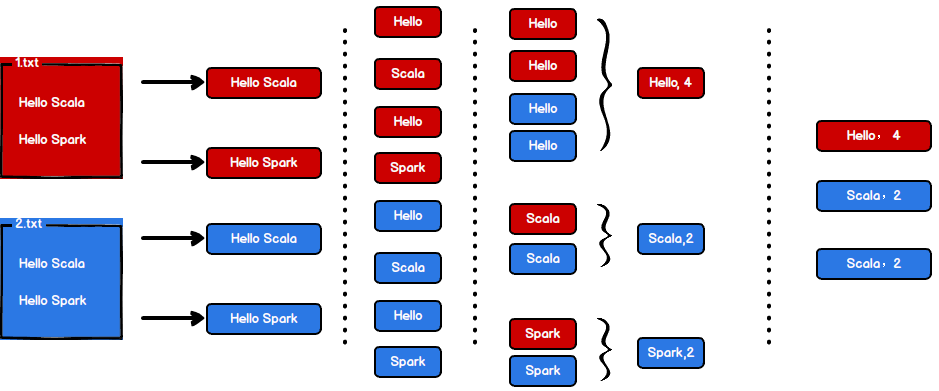 1.txt
Hello Scala
Hello Spark
2.txt
Hello Scala
Hello Spark
Hello Scala
Hello Spark
Hello Scala
Hello Spark
Hello
Scala
Hello
Spark
Hello
Scala
Hello
Spark
Hello
Hello
Hello
Hello
Hello, 4
Scala
Scala
Scala,2
Spark
Spark
Spark,2
Hello, 4
Scala, 2
Scala, 2